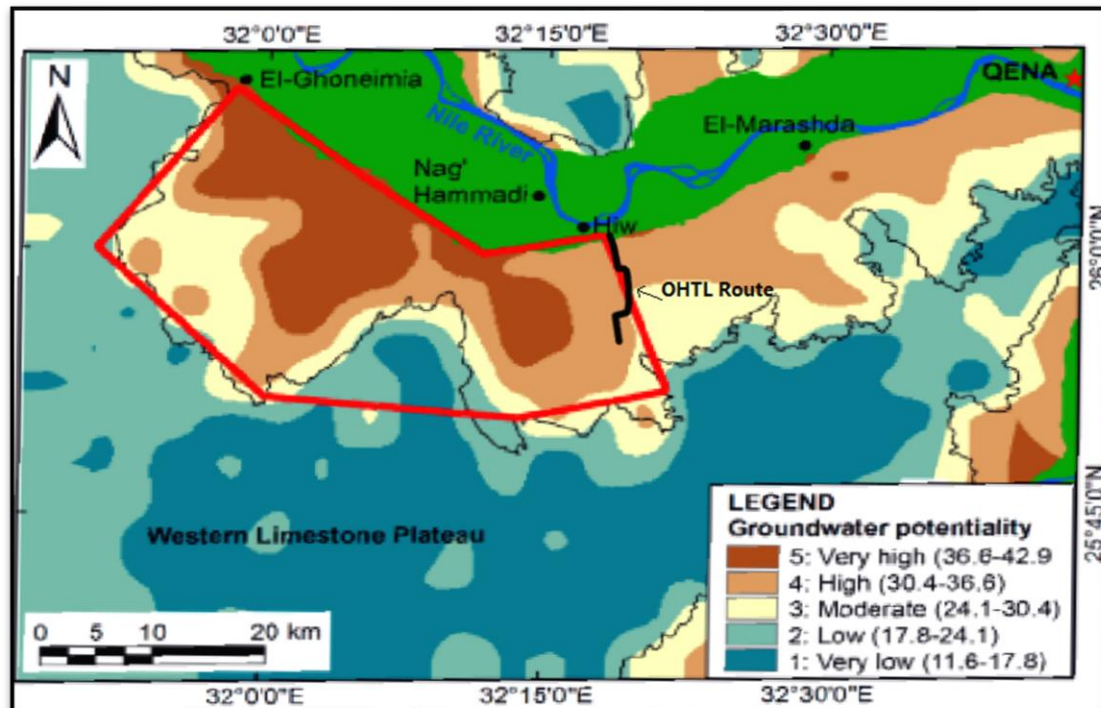 32°0'0"E 32°15'0"E 32°30'0"E
N
El-Ghoneimia
QENA
Nile River
El-Marashda
Nag'
Hammadi
Hiw
26°0'0"N
OHTL Route
Western Limestone Plateau
25°45'0"N
LEGEND
Groundwater potentiality
5: Very high (36.6-42.9
4: High (30.4-36.6)
3: Moderate (24.1-30.4)
2: Low (17.8-24.1)
1: Very low (11.6-17.8)
0 5 10 20 km
32°0'0"E 32°15'0"E 32°30'0"E